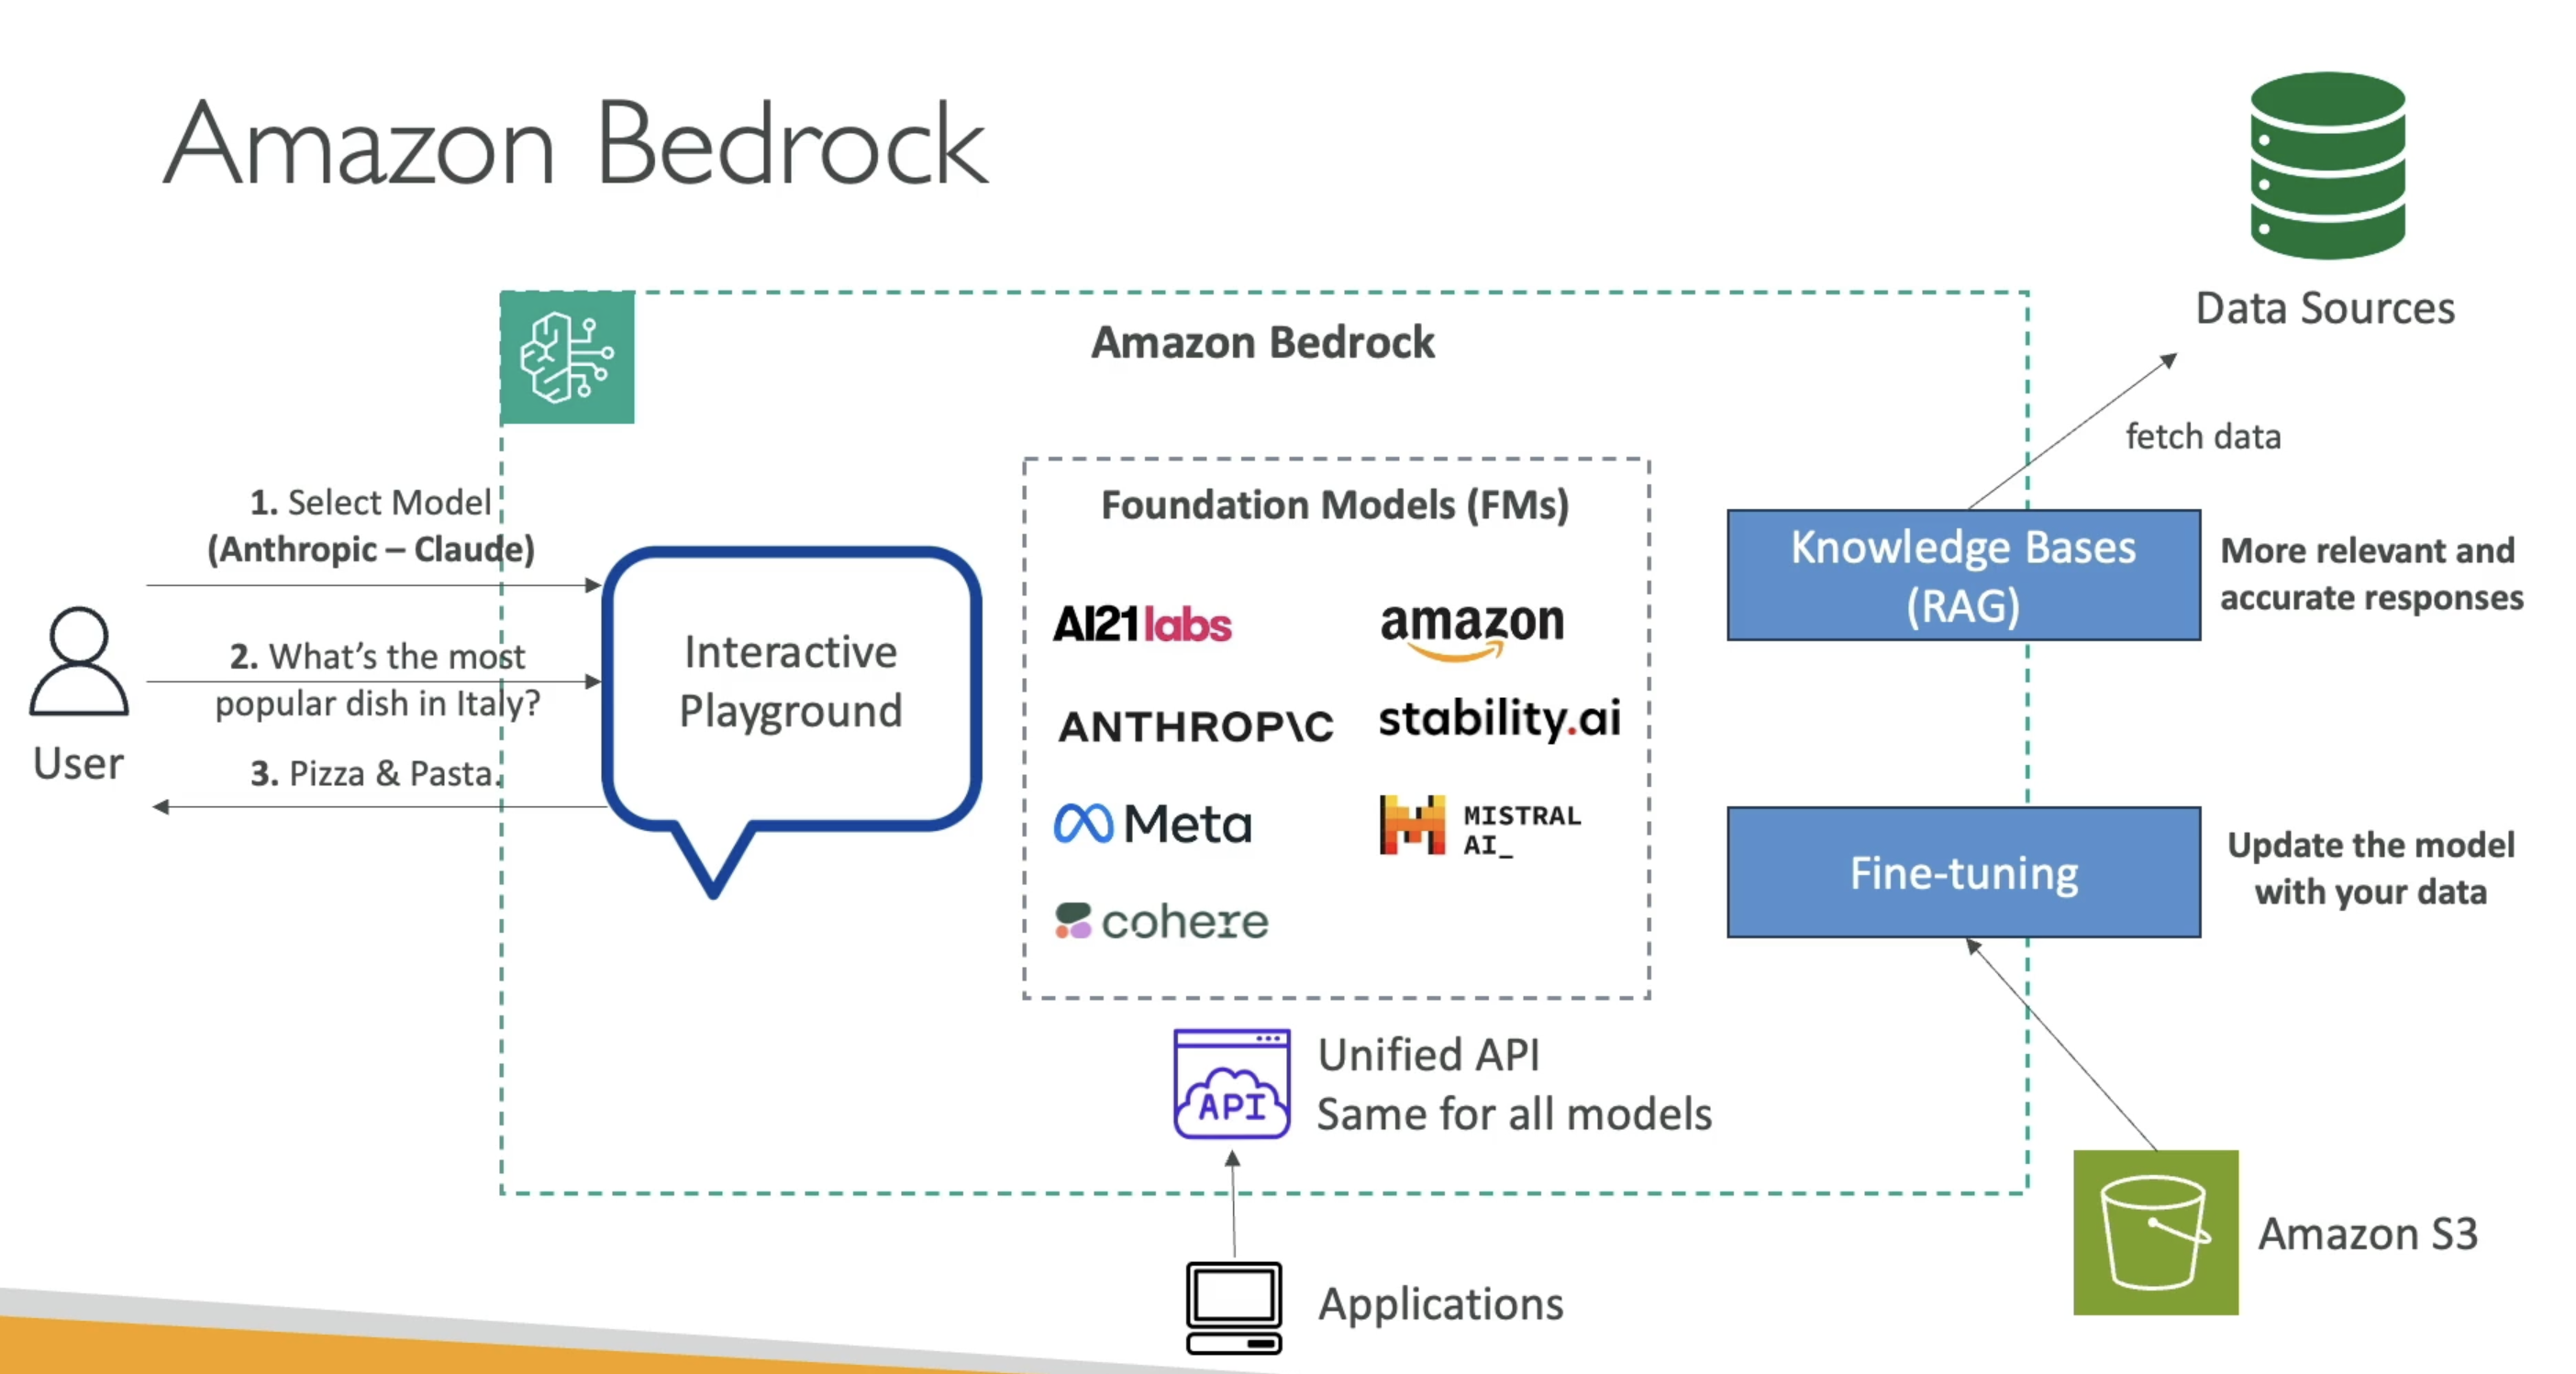 Amazon Bedrock
Data Sources
Amazon Bedrock
fetch data
1. Select Model
(Anthropic – Claude)
2. What's the most
popular dish in Italy?
3. Pizza & Pasta.
User
Interactive
Playground
Foundation Models (FMs)
AI21labs
amazon
ANTHROP\C
stability.ai
Meta
MISTRAL
AI_
cohere
Knowledge Bases
(RAG)
More relevant and
accurate responses
Fine-tuning
Update the model
with your data
API
Unified API
Same for all models
Applications
Amazon S3